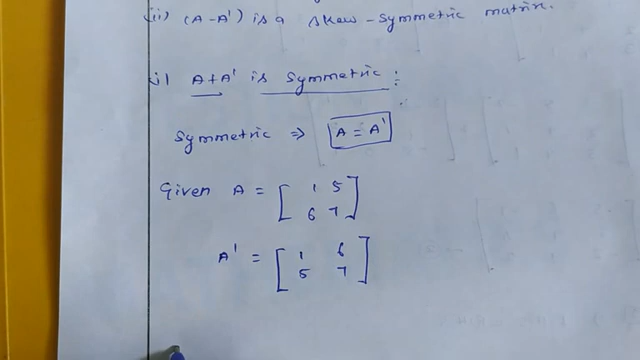 (ii) (A-A') is a skew-symmetric matrix.
i) A+A' is symmetric:
Symmetric ⇒ A = A'
Given A = [ 1 5
6 7 ]
A' = [ 1 6
5 7 ]